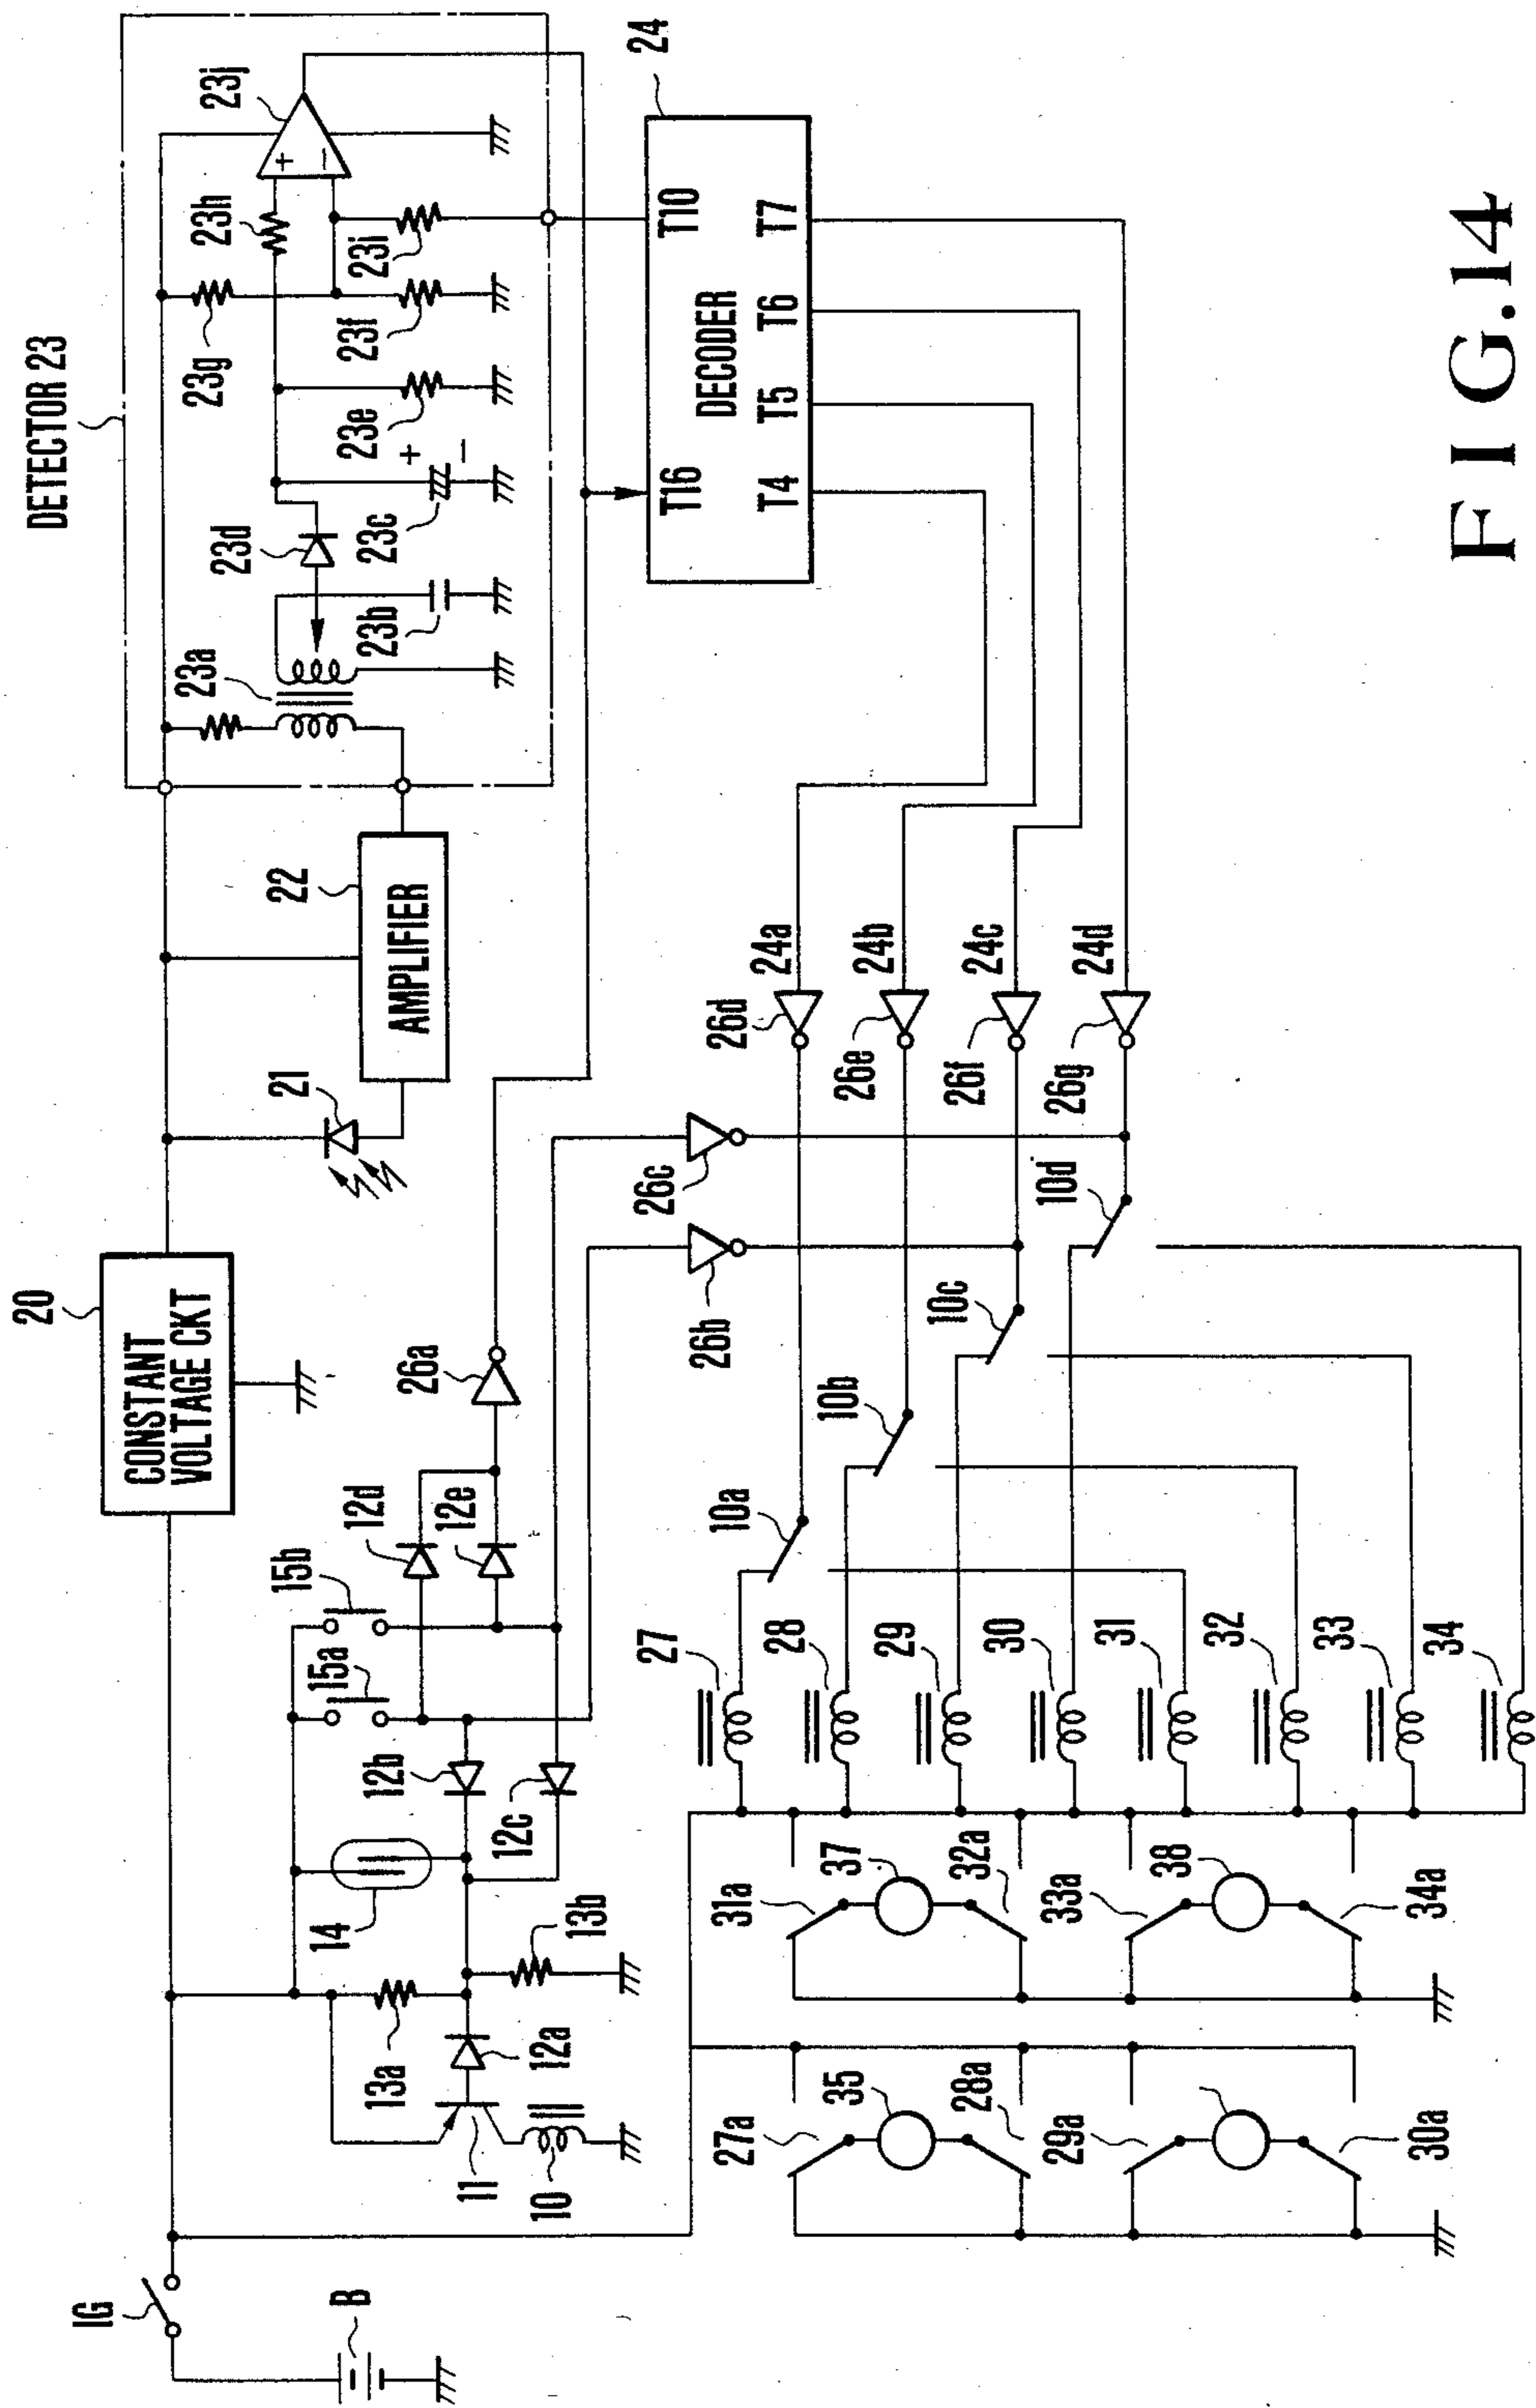 DETECTOR 23
23j
24
23h
23g
23i
23f
23e
23d
+
-
23c
23b
23a
+
−
T10
T16
DECODER
T7
T6
T5
T4
22
AMPLIFIER
21
20
CONSTANT
VOLTAGE CKT
24a
24b
24c
24d
26d
26e
26f
26g
26c
26b
26a
10d
10c
10b
10a
12d
12e
15b
15a
12b
12c
14
13b
13a
12a
11
10
27
28
29
30
31
32
33
34
31a
37
32a
33a
38
34a
27a
35
28a
29a
30a
IG
B
FIG.14